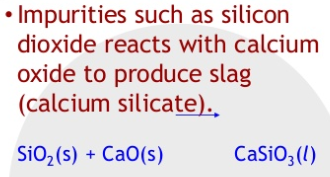 • Impurities such as silicon
dioxide reacts with calcium
oxide to produce slag
(calcium silicate).
SiO₂(s) + CaO(s) CaSiO₃(l)